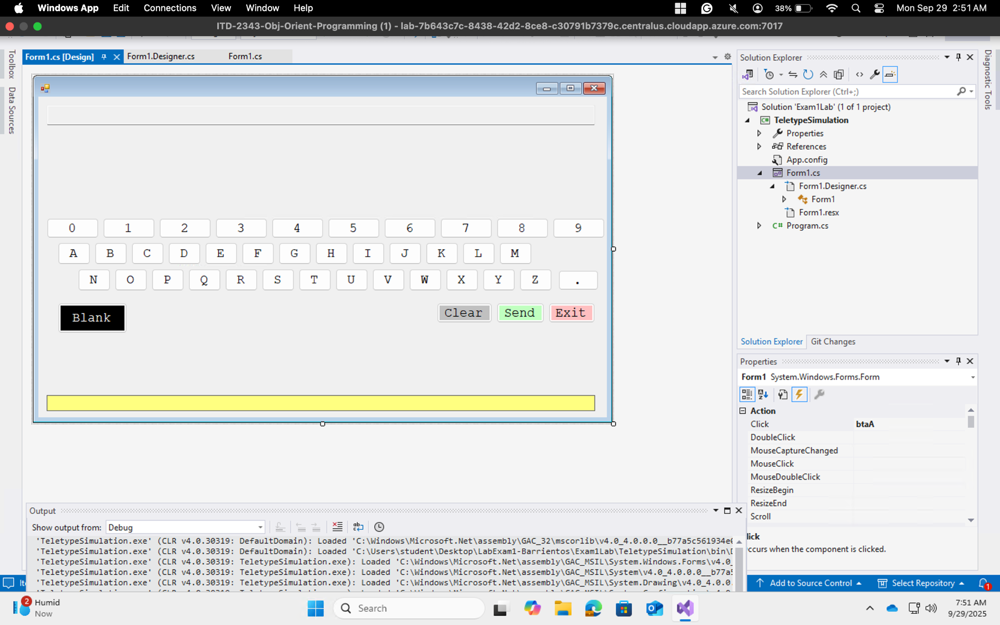 Windows App Edit Connections View Window Help 38% Mon Sep 29 2:51 AM
ITD-2343-Obj-Orient-Programming (1) - lab-7b643c7c-8438-42d2-8ce8-c30791b7379c.centralus.cloudapp.azure.com:7017
Toolbox
Data Sources
Form1.cs [Design] Form1.Designer.cs Form1.cs
0 1 2 3 4 5 6 7 8 9
A B C D E F G H I J K L M
N O P Q R S T U V W X Y Z .
Blank Clear Send Exit
Solution Explorer
Search Solution Explorer (Ctrl+;)
Solution 'Exam1Lab' (1 of 1 project)
C# TeletypeSimulation
Properties
References
App.config
Form1.cs
Form1.Designer.cs
Form1
Form1.resx
C# Program.cs
Solution Explorer Git Changes
Diagnostic Tools
Properties
Form1 System.Windows.Forms.Form
Action
Click btaA
DoubleClick
MouseCaptureChanged
MouseClick
MouseDoubleClick
ResizeBegin
ResizeEnd
Scroll
lick
ccurs when the component is clicked.
Output
Show output from: Debug
'TeletypeSimulation.exe' (CLR v4.0.30319: DefaultDomain): Loaded 'C:\Windows\Microsoft.Net\assembly\GAC_32\mscorlib\v4.0_4.0.0.0__b77a5c561934e0
'TeletypeSimulation.exe' (CLR v4.0.30319: DefaultDomain): Loaded 'C:\Users\student\Desktop\LabExam1-Barrientos\Exam1Lab\TeletypeSimulation\bin\D
'TeletypeSimulation.exe' (CLR v4.0.30319: TeletypeSimulation.exe): Loaded 'C:\Windows\Microsoft.Net\assembly\GAC_MSIL\System.Windows.Forms\v4.0_
'TeletypeSimulation.exe' (CLR v4.0.30319: TeletypeSimulation.exe): Loaded 'C:\Windows\Microsoft.Net\assembly\GAC_MSIL\System\v4.0_4.0.0.0__b77a5
'TeletypeSimulation.exe' (CLR v4.0.30319: TeletypeSimulation.exe): Loaded 'C:\Windows\Microsoft.Net\assembly\GAC_MSIL\System.Drawing\v4.0_4.0.0.
Ite Add to Source Control Select Repository 1
2 Humid
Now
Search
7:51 AM
9/29/2025